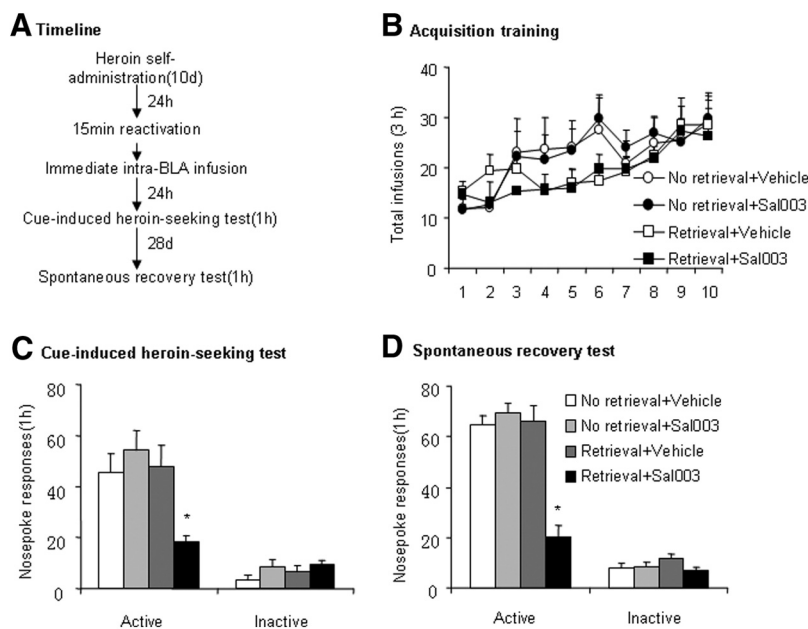 A Timeline
Heroin self-
administration(10d)
24h
15min reactivation
Immediate intra-BLA infusion
24h
Cue-induced heroin-seeking test(1h)
28d
Spontaneous recovery test(1h)
B Acquisition training
Total infusions (3 h)
40
30
20
10
0
1 2 3 4 5 6 7 8 9 10
No retrieval+Vehicle
No retrieval+Sal003
Retrieval+Vehicle
Retrieval+Sal003
C Cue-induced heroin-seeking test
Nosepoke responses(1h)
80
60
40
20
0
*
Active Inactive
D Spontaneous recovery test
Nosepoke responses(1h)
80
60
40
20
0
No retrieval+Vehicle
No retrieval+Sal003
Retrieval+Vehicle
Retrieval+Sal003
*
Active Inactive